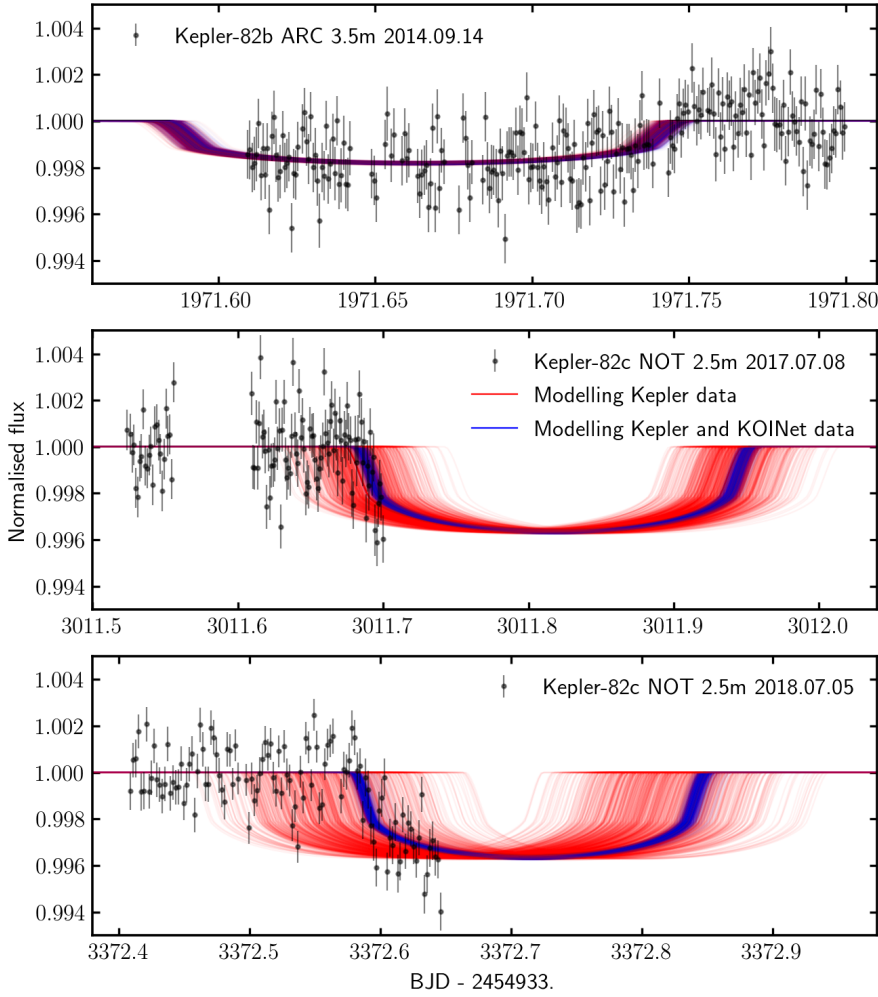 Kepler-82b ARC 3.5m 2014.09.14
1.004
1.002
1.000
0.998
0.996
0.994
1971.60 1971.65 1971.70 1971.75 1971.80
Kepler-82c NOT 2.5m 2017.07.08
Modelling Kepler data
Modelling Kepler and KOINet data
1.004
1.002
1.000
0.998
0.996
0.994
Normalised flux
3011.5 3011.6 3011.7 3011.8 3011.9 3012.0
Kepler-82c NOT 2.5m 2018.07.05
1.004
1.002
1.000
0.998
0.996
0.994
3372.4 3372.5 3372.6 3372.7 3372.8 3372.9
BJD - 2454933.